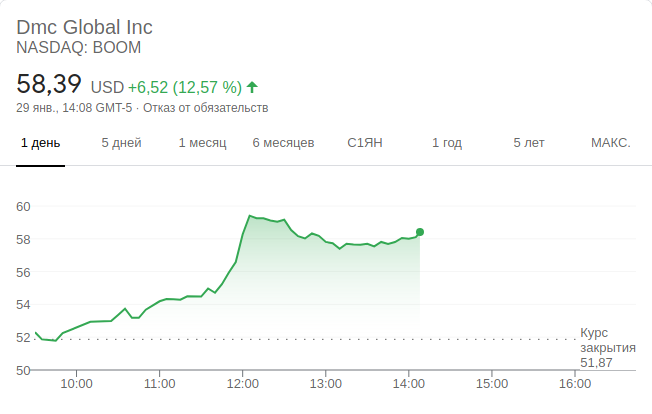 Dmc Global Inc
NASDAQ: BOOM
58,39 USD +6,52 (12,57 %)
29 янв., 14:08 GMT-5 · Отказ от обязательств
1 день 5 дней 1 месяц 6 месяцев С1ЯН 1 год 5 лет МАКС.
60
58
56
54
52
50
Курс
закрытия
51,87
10:00 11:00 12:00 13:00 14:00 15:00 16:00